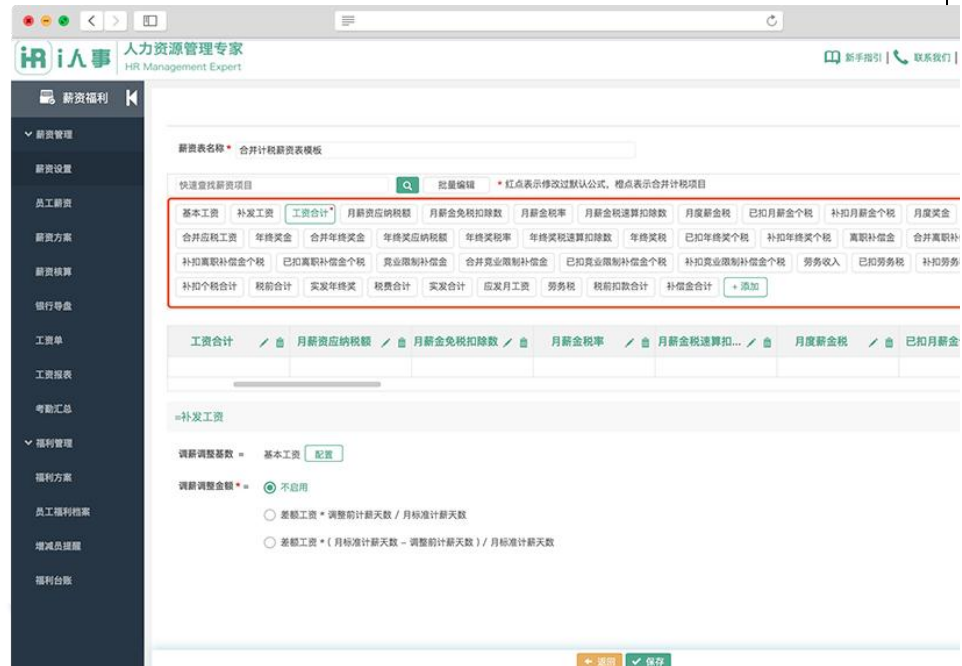 iR i人事 人力资源管理专家
HR Management Expert
新手指引 | 联系我们 |
薪资福利
薪资管理
薪资设置
员工薪资
薪资方案
薪资核算
银行导盘
工资单
工资报表
考勤汇总
福利管理
福利方案
员工福利档案
增减员提醒
福利台账
薪资表名称 * 合并计税薪资表模板
快速查找薪资项目 批量编辑 * 红点表示修改过默认公式，橙点表示合并计税项目
基本工资 补发工资 工资合计* 月薪资应纳税额 月薪金免税扣除数 月薪金税率 月薪金税速算扣除数 月度薪金税 已扣月薪金个税 补扣月薪金个税 月度奖金
合并应税工资 年终奖金 合并年终奖金 年终奖应纳税额 年终奖税率 年终奖税速算扣除数 年终奖税 已扣年终奖个税 补扣年终奖个税 离职补偿金 合并离职补
补扣离职补偿金个税 已扣离职补偿金个税 竞业限制补偿金 合并竞业限制补偿金 已扣竞业限制补偿金个税 补扣竞业限制补偿金个税 劳务收入 已扣劳务税 补扣劳务
补扣个税合计 税前合计 实发年终奖 税费合计 实发合计 应发月工资 劳务税 税前扣款合计 补偿金合计 + 添加
工资合计 月薪资应纳税额 月薪金免税扣除数 月薪金税率 月薪金税速算扣... 月度薪金税 已扣月薪金
=补发工资
调薪调整基数 = 基本工资 配置
调薪调整金额 * = 不启用
差额工资 * 调整前计薪天数 / 月标准计薪天数
差额工资 * ( 月标准计薪天数 – 调整前计薪天数 ) / 月标准计薪天数
返回 保存